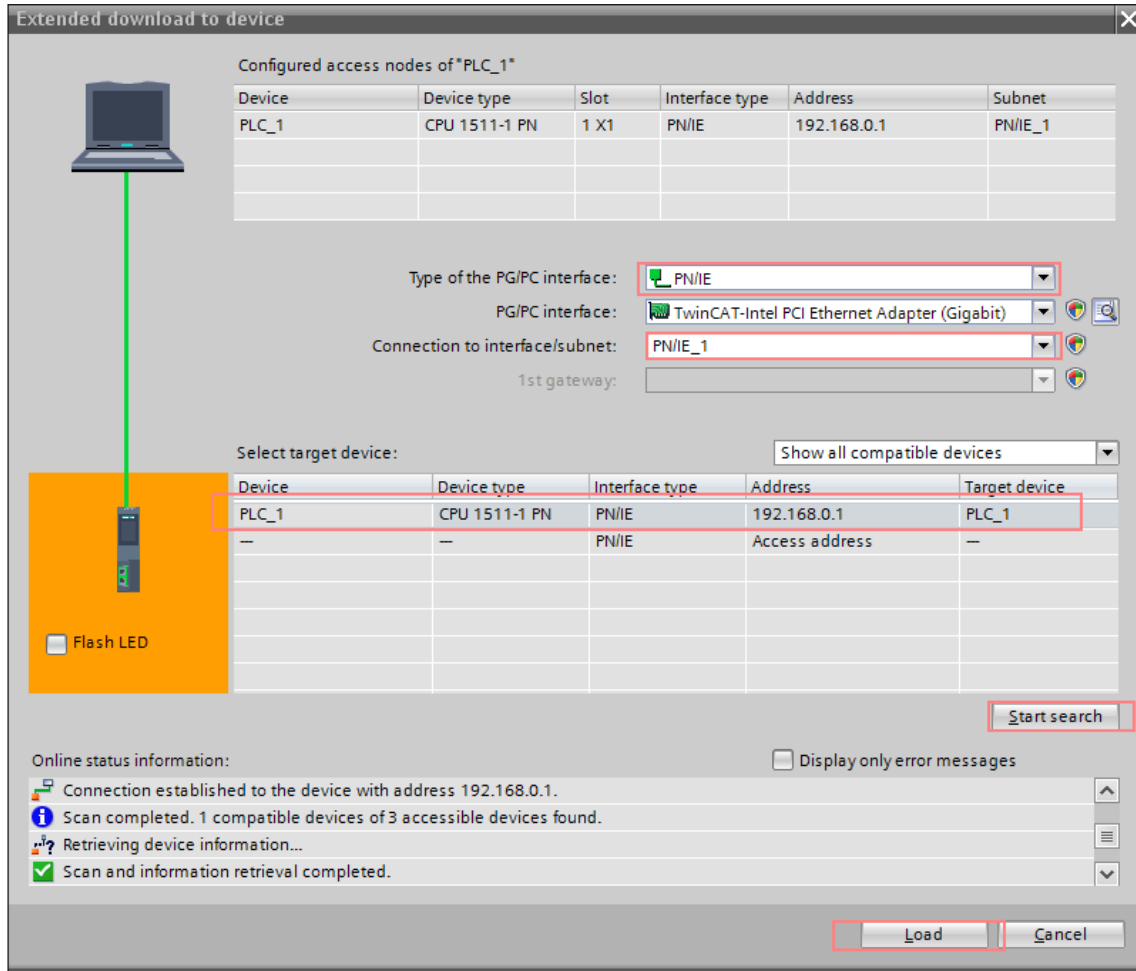 Extended download to device
Configured access nodes of "PLC_1"
Device Device type Slot Interface type Address Subnet
PLC_1 CPU 1511-1 PN 1 X1 PN/IE 192.168.0.1 PN/IE_1
Type of the PG/PC interface: PN/IE
PG/PC interface: TwinCAT-Intel PCI Ethernet Adapter (Gigabit)
Connection to interface/subnet: PN/IE_1
1st gateway:
Select target device: Show all compatible devices
Device Device type Interface type Address Target device
PLC_1 CPU 1511-1 PN PN/IE 192.168.0.1 PLC_1
— — PN/IE Access address —
Flash LED
Start search
Online status information: Display only error messages
Connection established to the device with address 192.168.0.1.
Scan completed. 1 compatible devices of 3 accessible devices found.
Retrieving device information...
Scan and information retrieval completed.
Load Cancel